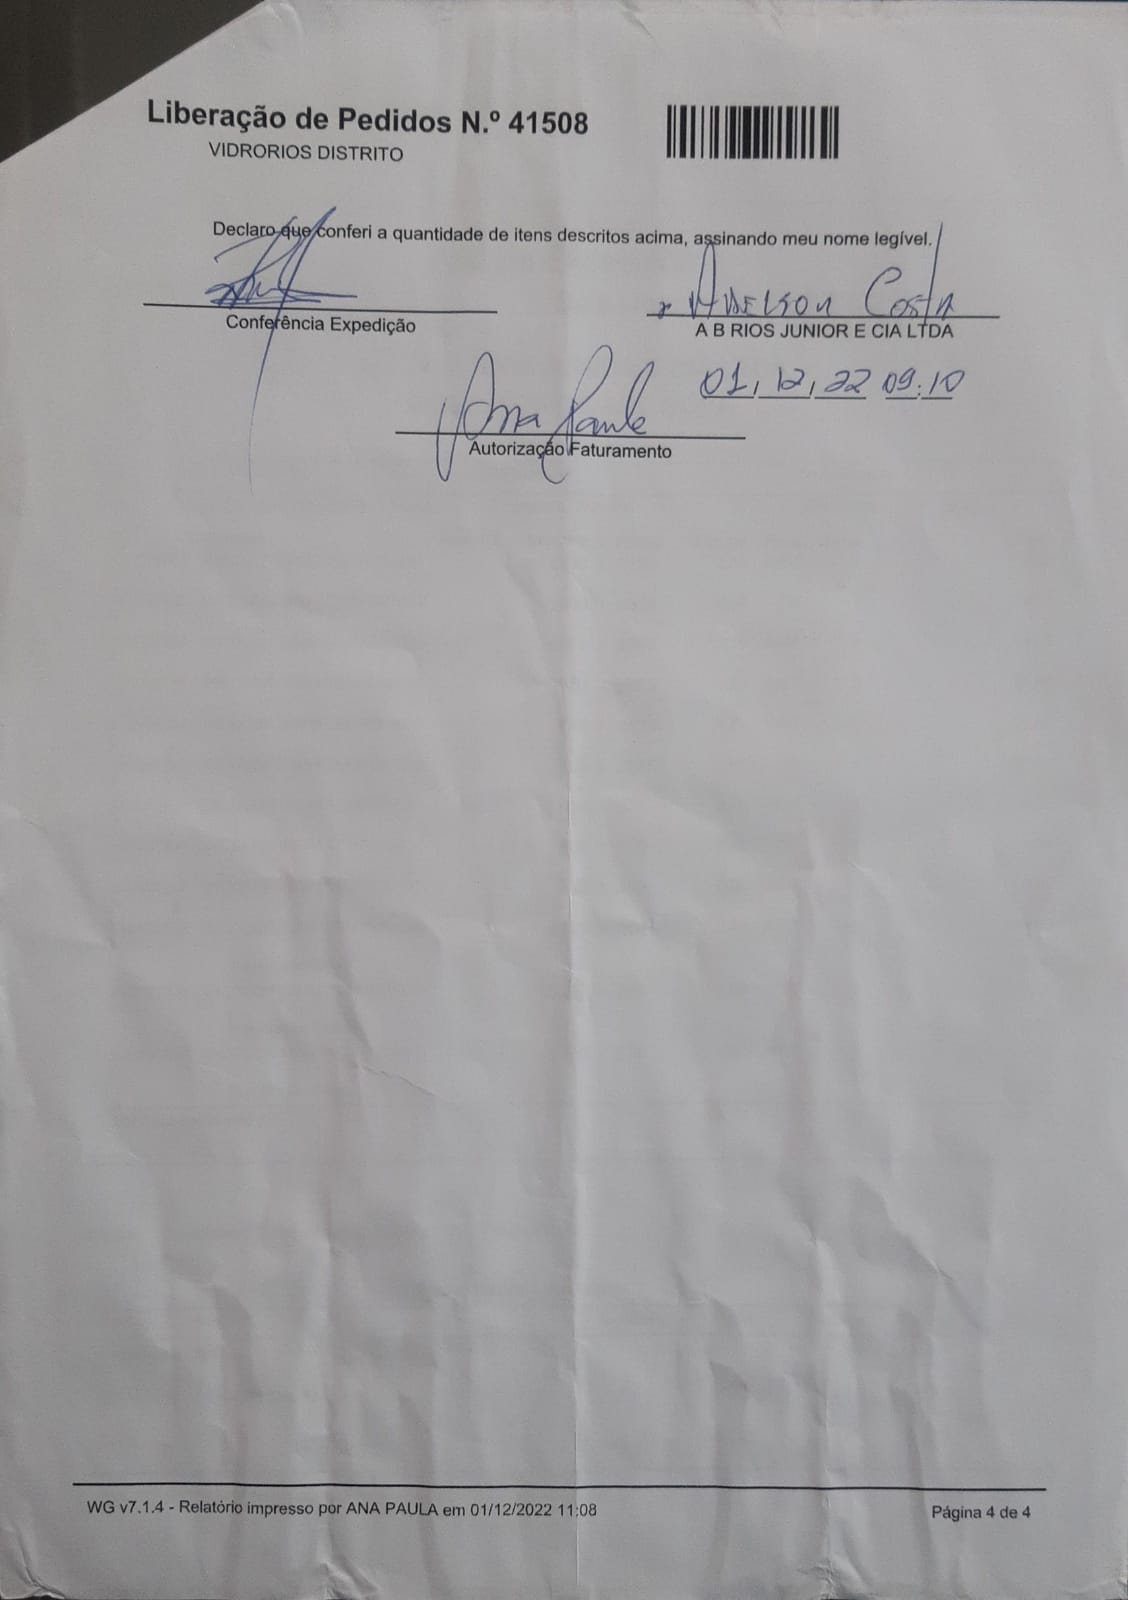 Liberação de Pedidos N.º 41508
VIDRORIOS DISTRITO
Declaro que conferi a quantidade de itens descritos acima, assinando meu nome legível.
Costa
Conferência Expedição
A B RIOS JUNIOR E CIA LTDA
01, 12, 22 09:10
Ana Paula
Autorização Faturamento
WG v7.1.4 - Relatório impresso por ANA PAULA em 01/12/2022 11:08
Página 4 de 4